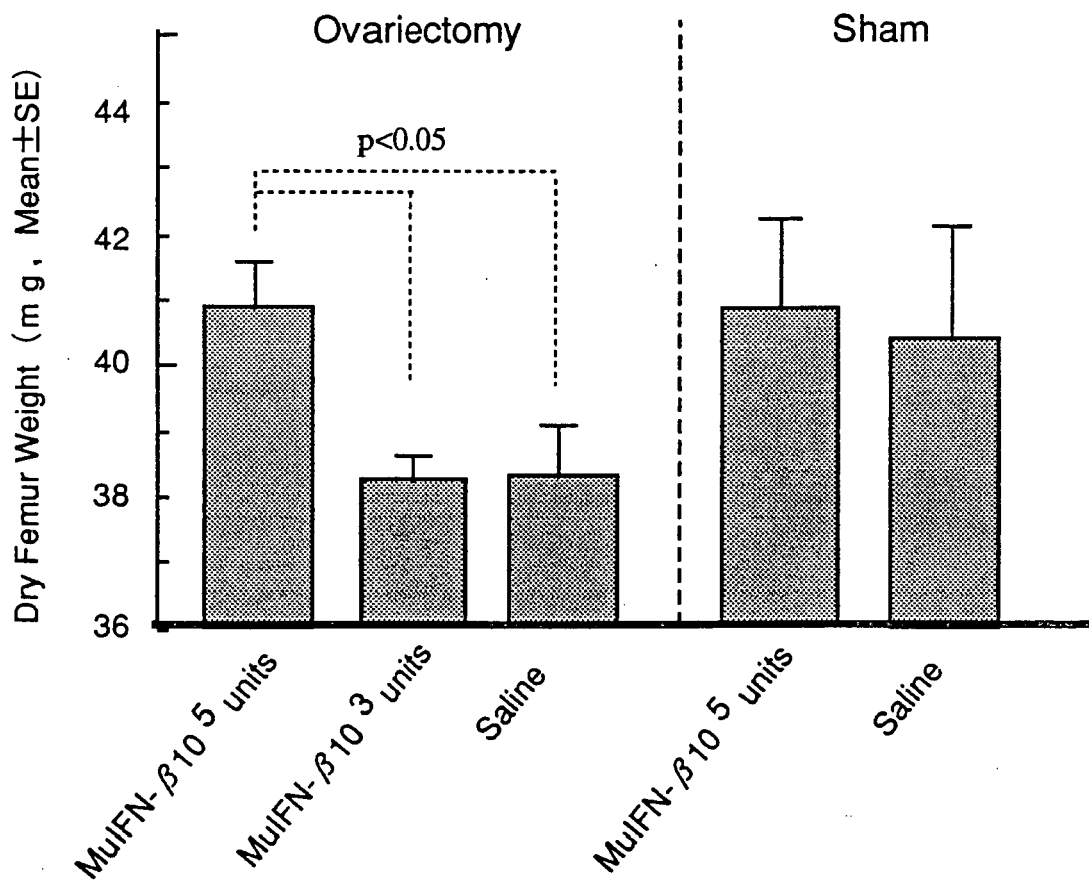 Ovariectomy
Sham
p<0.05
Dry Femur Weight (mg, Mean±SE)
44
42
40
38
36
MuIFN-β10 5 units
MuIFN-β10 3 units
Saline
MuIFN-β10 5 units
Saline